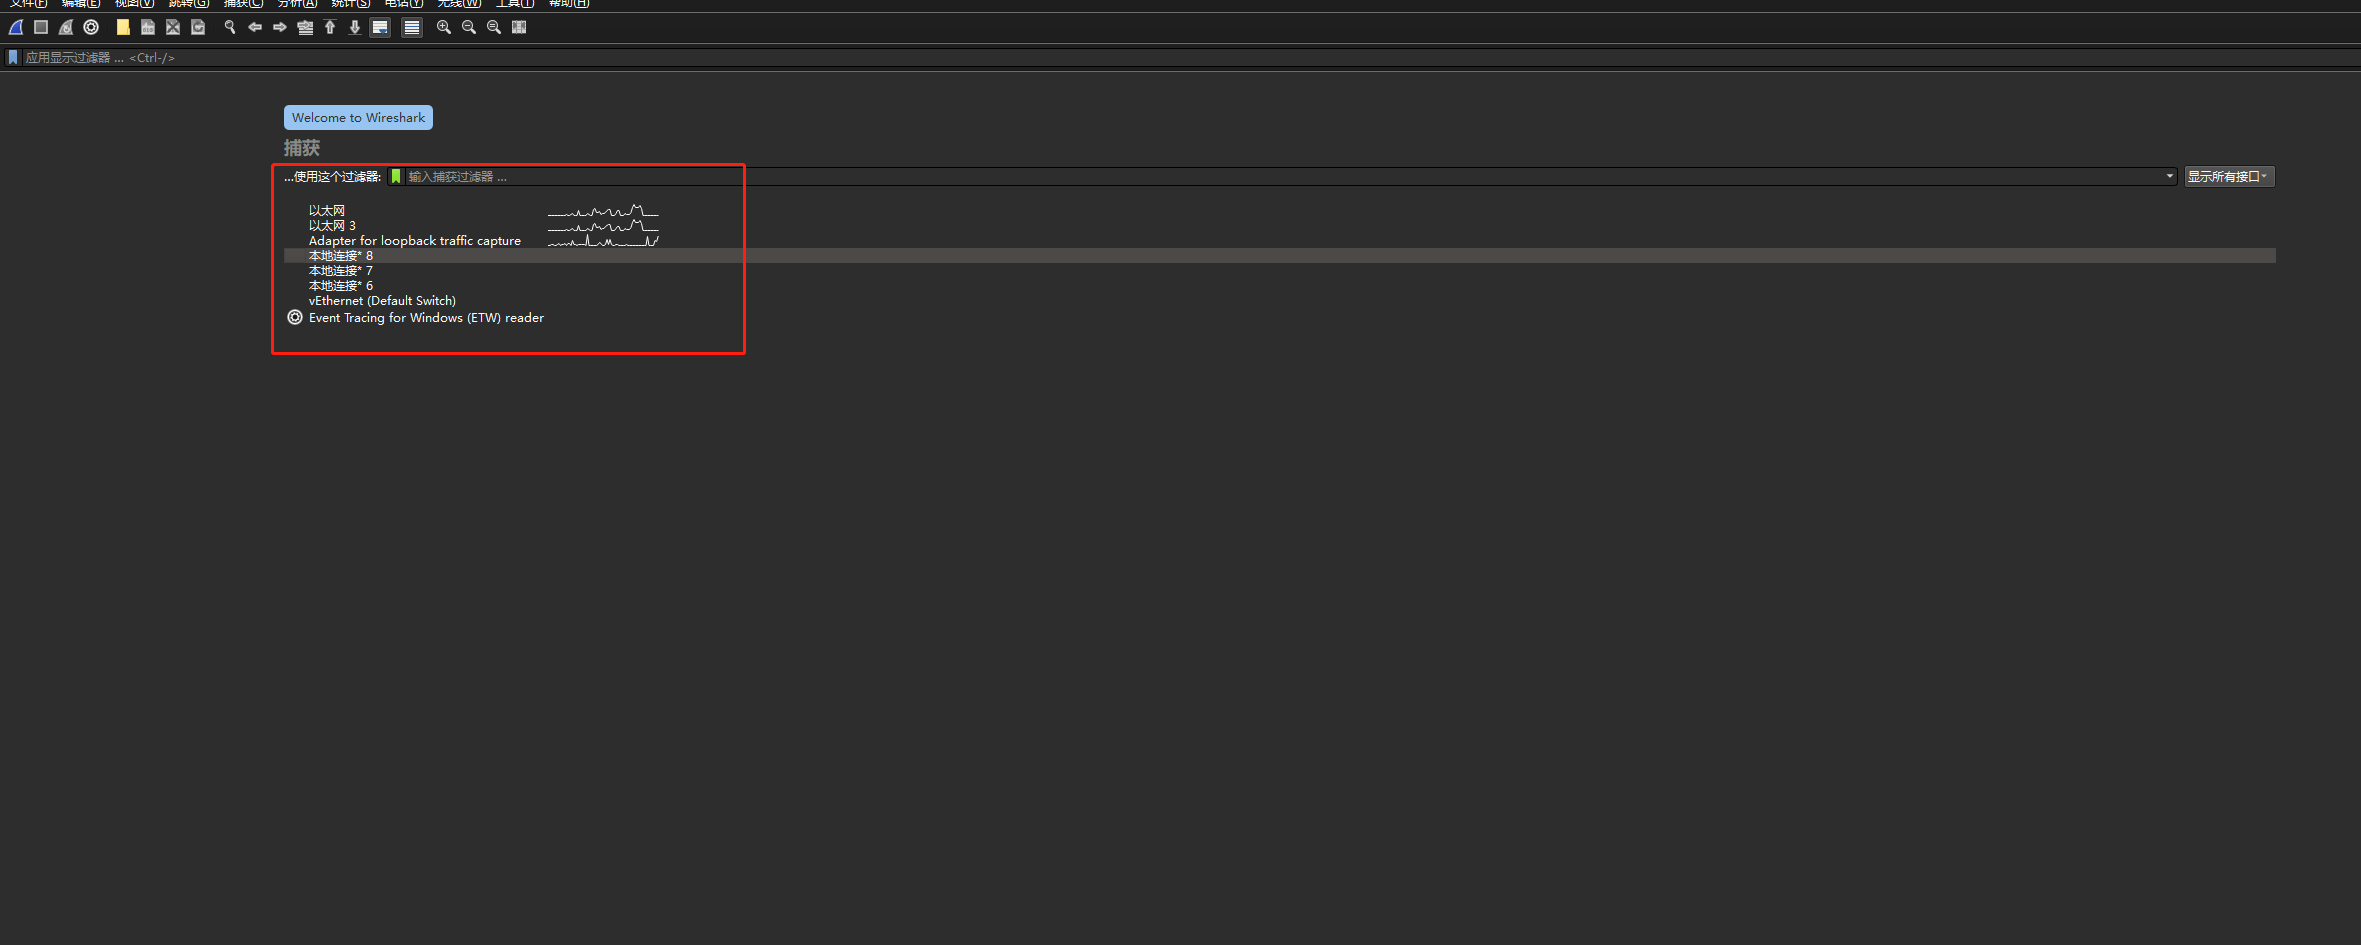 文件(F) 编辑(E) 视图(V) 跳转(G) 捕获(C) 分析(A) 统计(S) 电话(Y) 无线(W) 工具(T) 帮助(H)
应用显示过滤器 … <Ctrl-/>
Welcome to Wireshark
捕获
…使用这个过滤器: 输入捕获过滤器 … 显示所有接口
以太网
以太网 3
Adapter for loopback traffic capture
本地连接* 8
本地连接* 7
本地连接* 6
vEthernet (Default Switch)
Event Tracing for Windows (ETW) reader